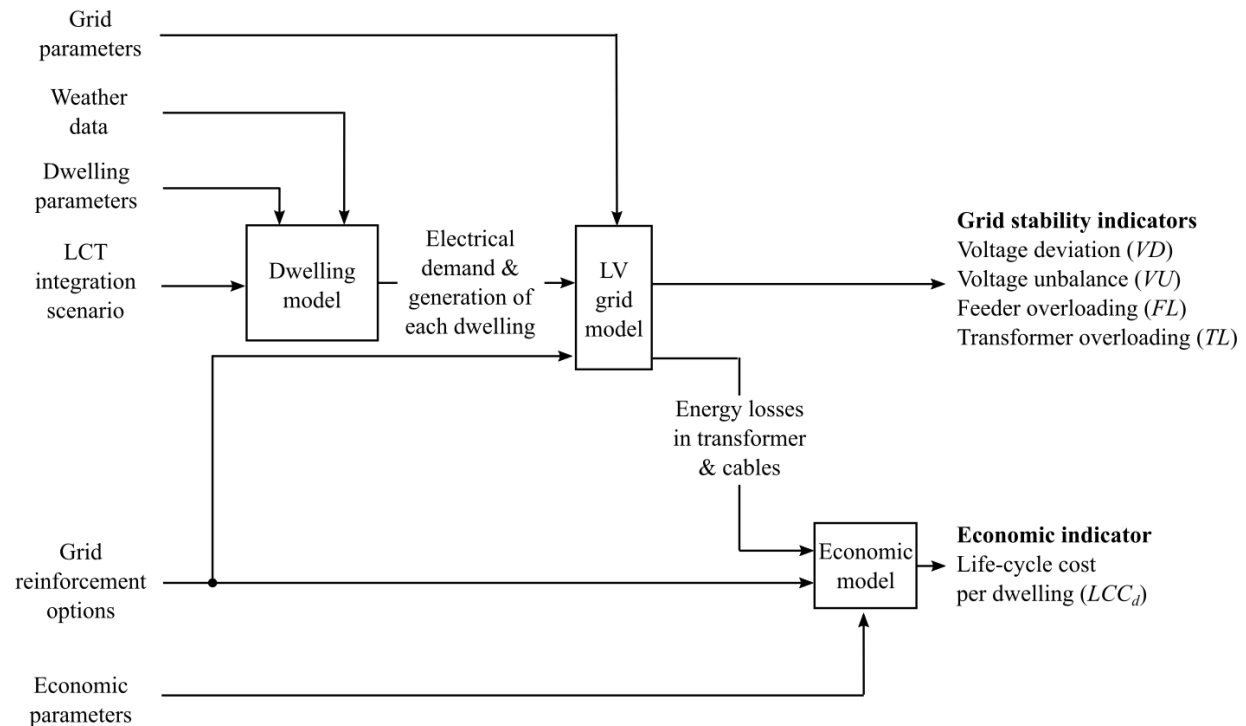 Grid
parameters
Weather
data
Dwelling
parameters
LCT
integration
scenario
Dwelling
model
Electrical
demand &
generation of
each dwelling
LV
grid
model
Grid stability indicators
Voltage deviation (VD)
Voltage unbalance (VU)
Feeder overloading (FL)
Transformer overloading (TL)
Energy losses
in transformer
& cables
Grid
reinforcement
options
Economic
model
Economic indicator
Life-cycle cost
per dwelling (LCCd)
Economic
parameters